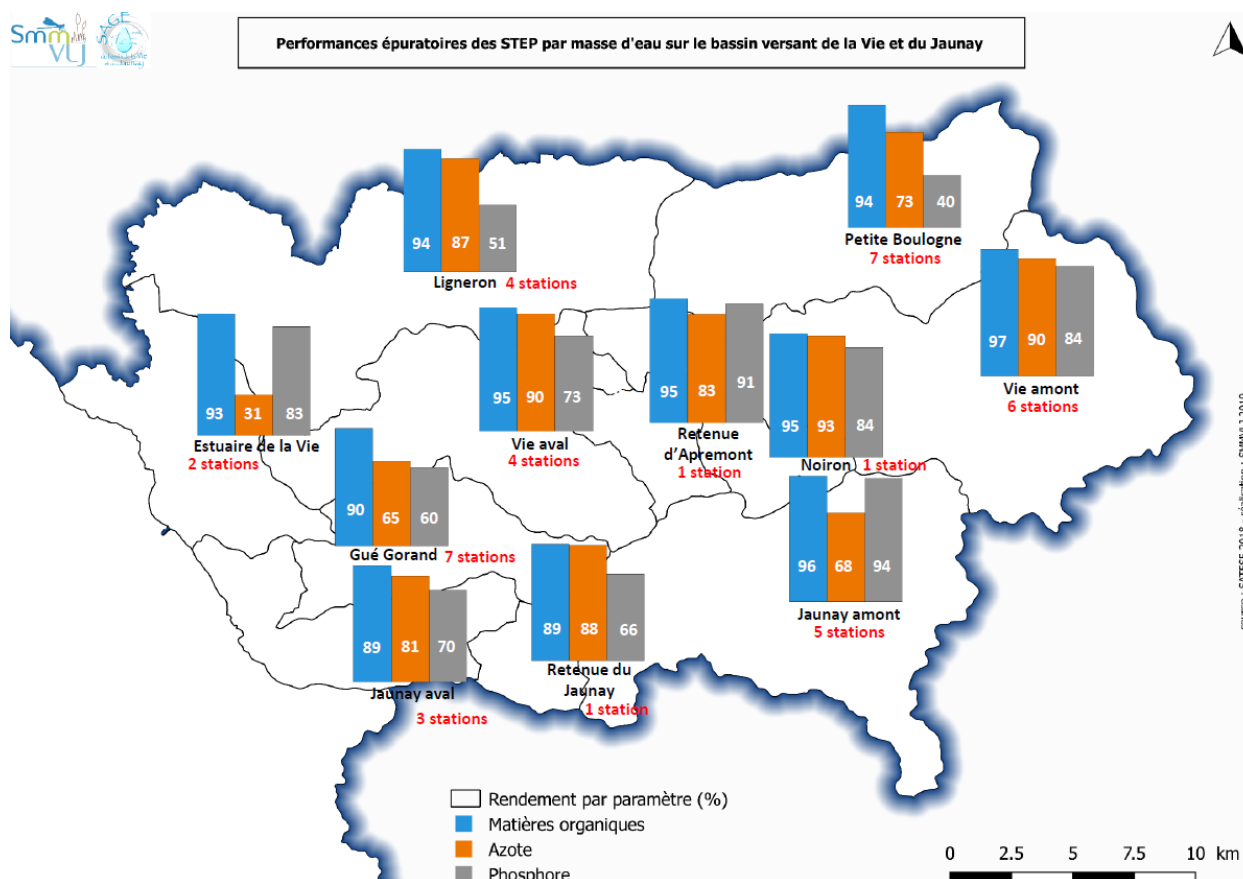 Smm
VLJ
SAGE
Performances épuratoires des STEP par masse d'eau sur le bassin versant de la Vie et du Jaunay
94 73 40
Petite Boulogne
7 stations
94 87 51
Ligneron 4 stations
97 90 84
Vie amont
6 stations
93 31 83
Estuaire de la Vie
2 stations
95 90 73
Vie aval
4 stations
95 83 91
Retenue
d'Apremont
1 station
95 93 84
Noiron 1 station
90 65 60
Gué Gorand 7 stations
96 68 94
Jaunay amont
5 stations
89 81 70
Jaunay aval
3 stations
89 88 66
Retenue du
Jaunay
1 station
Rendement par paramètre (%)
Matières organiques
Azote
Phosphore
0 2.5 5 7.5 10 km